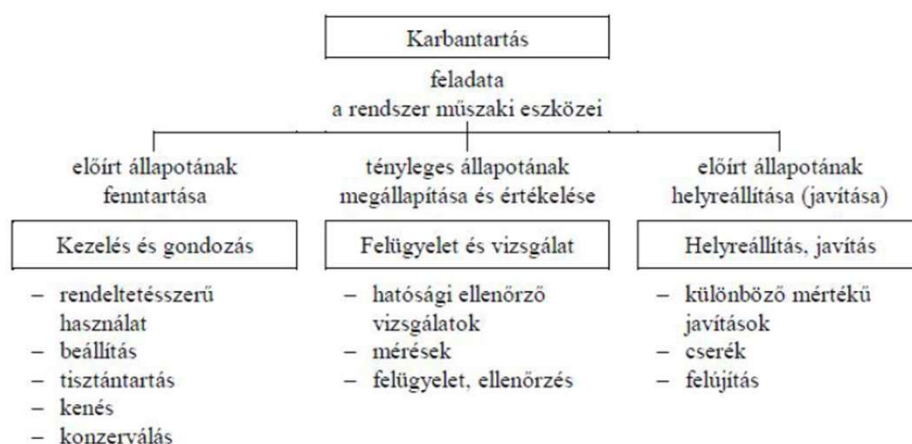 Karbantartás
feladata
a rendszer műszaki eszközei
előírt állapotának
fenntartása
Kezelés és gondozás
– rendeltetésszerű
használat
– beállítás
– tisztántartás
– kenés
– konzerválás
tényleges állapotának
megállapítása és értékelése
Felügyelet és vizsgálat
– hatósági ellenőrző
vizsgálatok
– mérések
– felügyelet, ellenőrzés
előírt állapotának
helyreállítása (javítása)
Helyreállítás, javítás
– különböző mértékű
javítások
– cserék
– felújítás